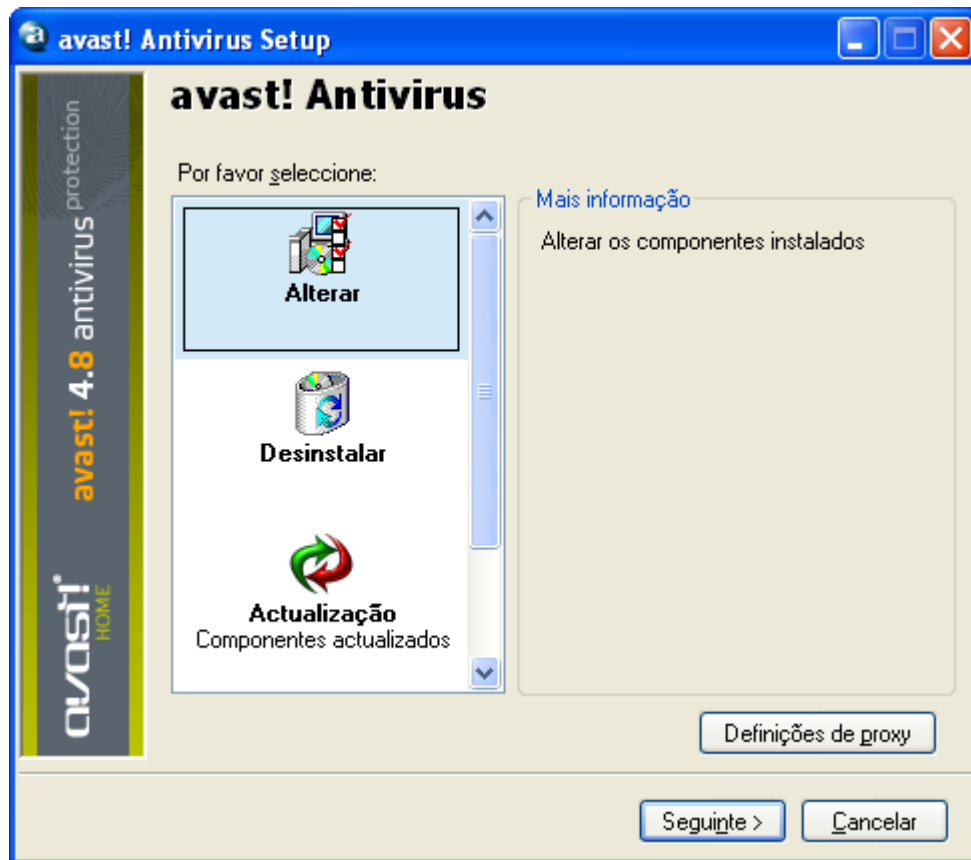 avast! Antivirus Setup
avast! Antivirus
Por favor seleccione:
Alterar
Desinstalar
Actualização
Componentes actualizados
Mais informação
Alterar os componentes instalados
Definições de proxy
Seguinte >
Cancelar
avast! 4.8 antivirus protection
avast!
HOME